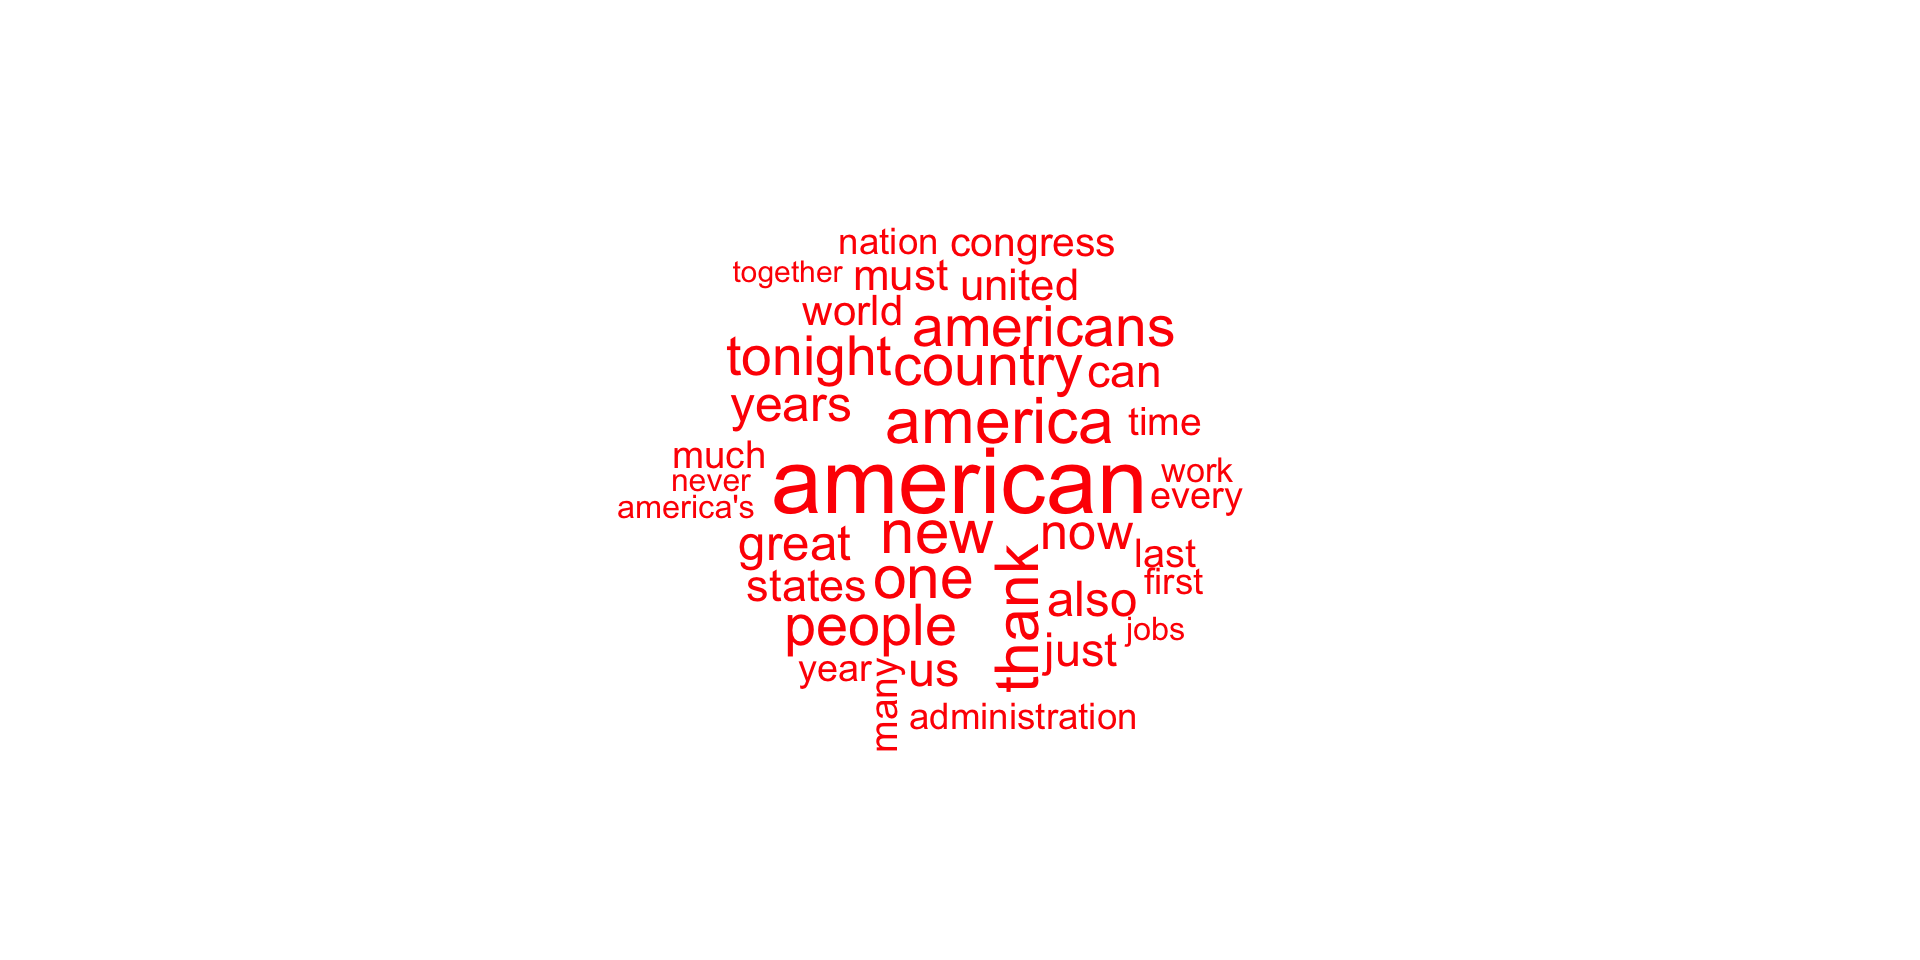 nation congress
together must united
world americans
tonight country can
years america time
much american work
never every
america's
great new now
last
states one thank also first
people just jobs
year many us
administration